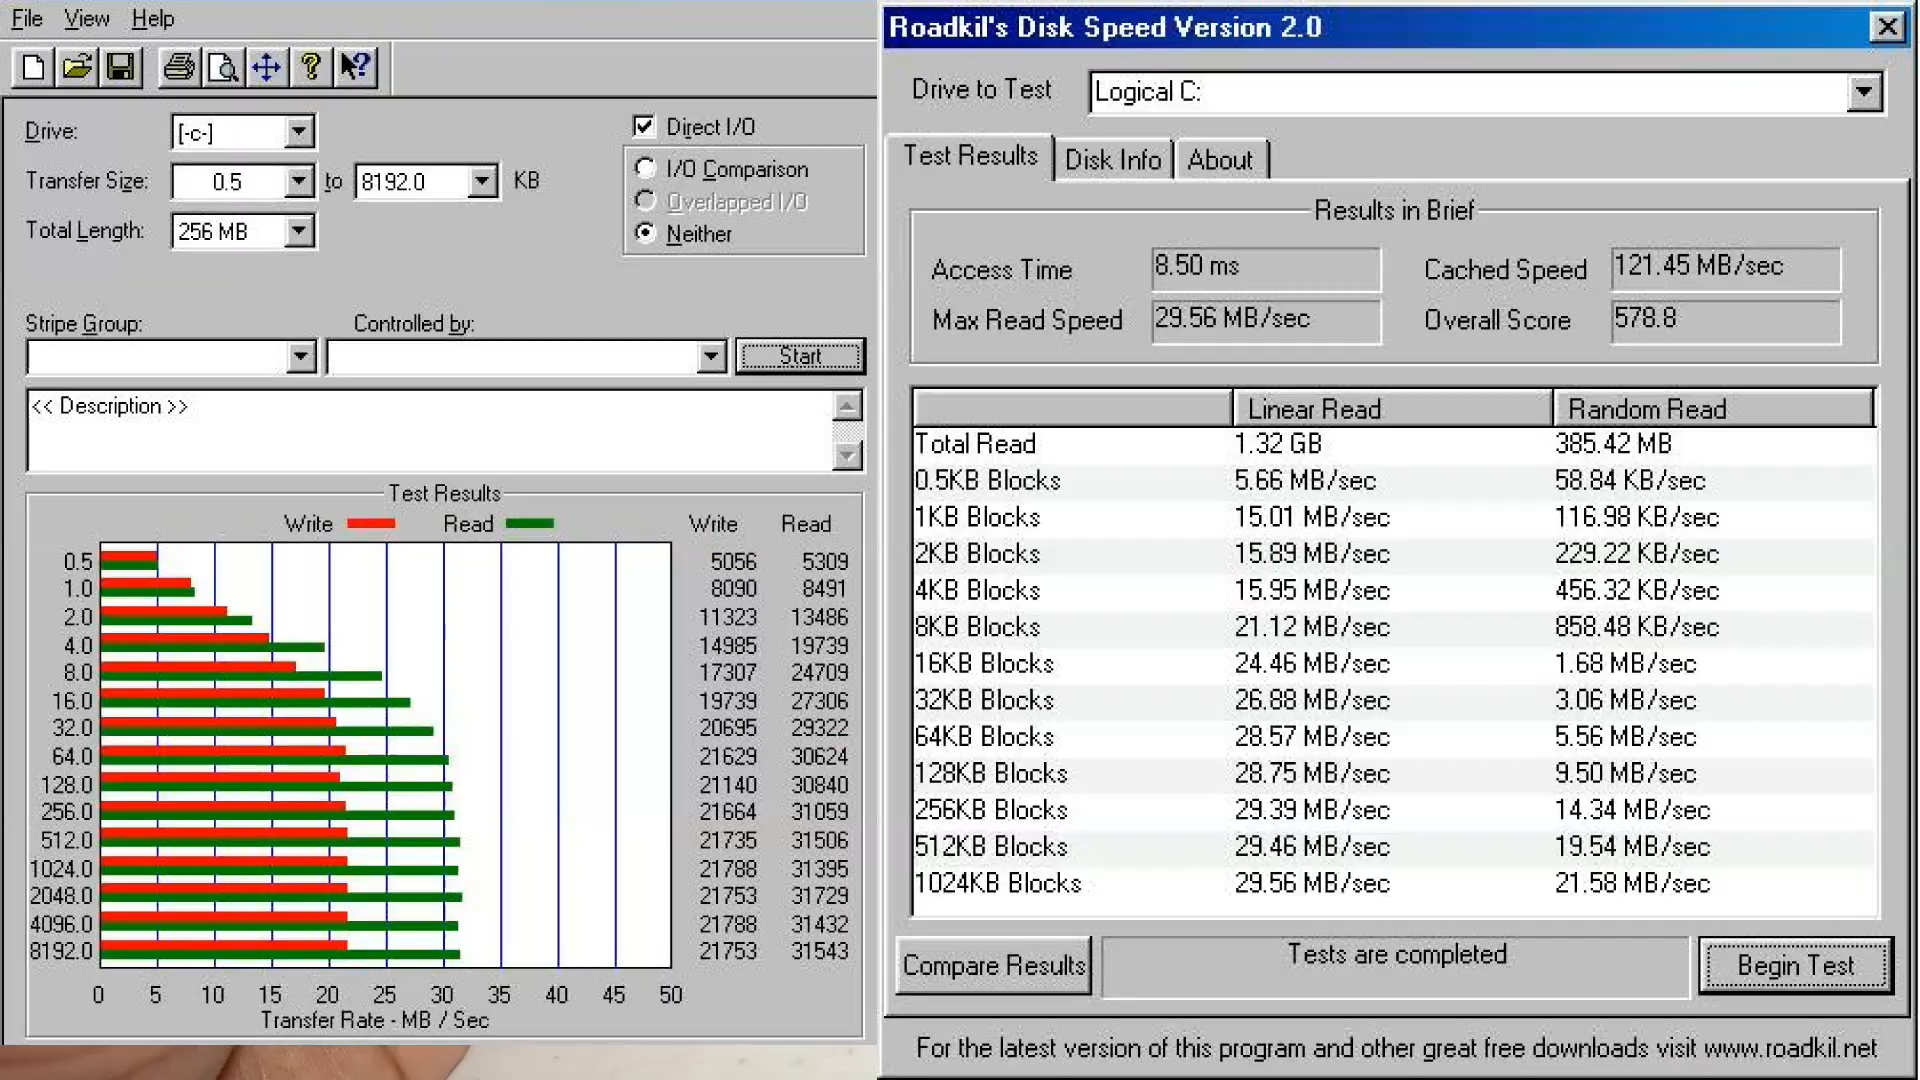 File View Help
Drive: [-c-]
Transfer Size: 0.5 to 8192.0 KB
Total Length: 256 MB
Direct I/O
I/O Comparison
Overlapped I/O
Neither
Stripe Group: Controlled by:
Start
<< Description >>
Test Results
Write Read Write Read
0.5 5056 5309
1.0 8090 8491
2.0 11323 13486
4.0 14985 19739
8.0 17307 24709
16.0 19739 27306
32.0 20695 29322
64.0 21629 30624
128.0 21140 30840
256.0 21664 31059
512.0 21735 31506
1024.0 21788 31395
2048.0 21753 31729
4096.0 21788 31432
8192.0 21753 31543
0 5 10 15 20 25 30 35 40 45 50
Transfer Rate - MB / Sec
Roadkil's Disk Speed Version 2.0
Drive to Test Logical C:
Test Results Disk Info About
Results in Brief
Access Time 8.50 ms Cached Speed 121.45 MB/sec
Max Read Speed 29.56 MB/sec Overall Score 578.8
Linear Read Random Read
Total Read 1.32 GB 385.42 MB
0.5KB Blocks 5.66 MB/sec 58.84 KB/sec
1KB Blocks 15.01 MB/sec 116.98 KB/sec
2KB Blocks 15.89 MB/sec 229.22 KB/sec
4KB Blocks 15.95 MB/sec 456.32 KB/sec
8KB Blocks 21.12 MB/sec 858.48 KB/sec
16KB Blocks 24.46 MB/sec 1.68 MB/sec
32KB Blocks 26.88 MB/sec 3.06 MB/sec
64KB Blocks 28.57 MB/sec 5.56 MB/sec
128KB Blocks 28.75 MB/sec 9.50 MB/sec
256KB Blocks 29.39 MB/sec 14.34 MB/sec
512KB Blocks 29.46 MB/sec 19.54 MB/sec
1024KB Blocks 29.56 MB/sec 21.58 MB/sec
Compare Results Tests are completed Begin Test
For the latest version of this program and other great free downloads visit www.roadkil.net